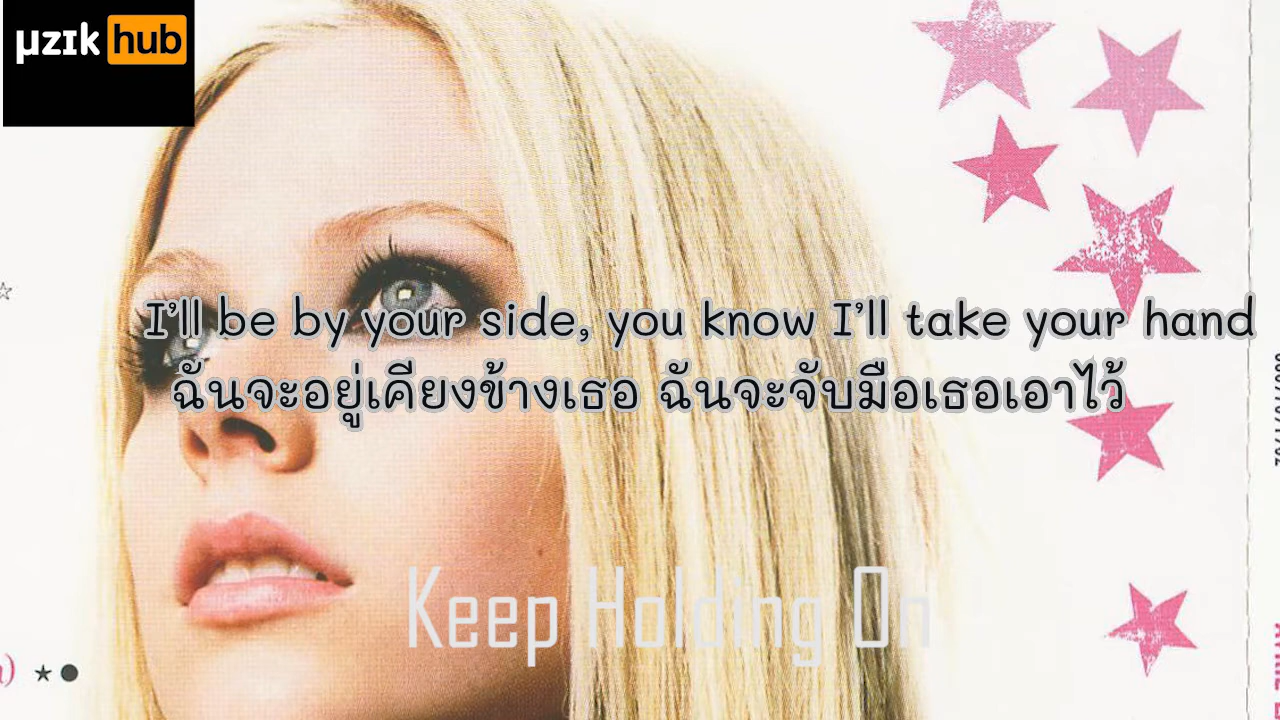 µzɪk hub
I'll be by your side, you know I'll take your hand
ฉันจะอยู่เคียงข้างเธอ ฉันจะจับมือเธอเอาไว้
Keep Holding On